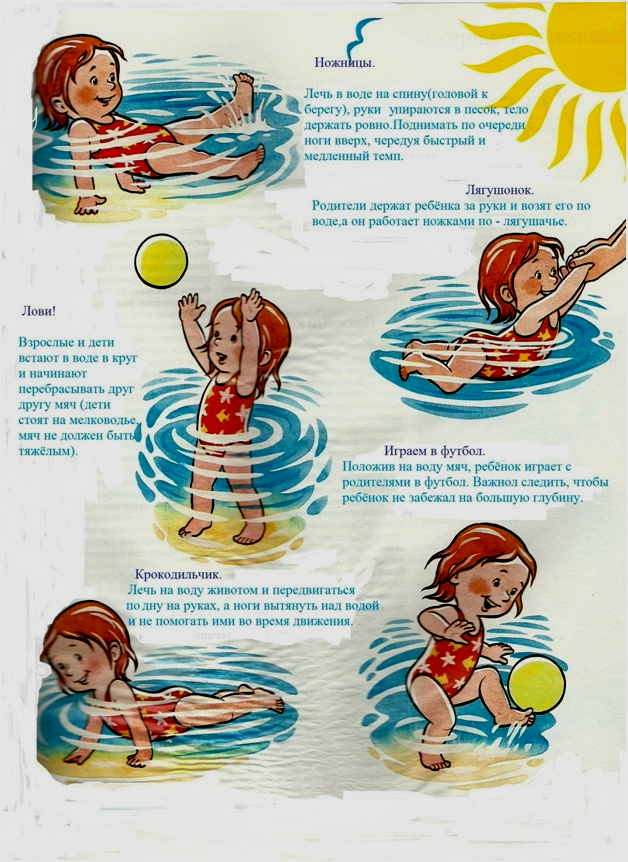 Ножницы.
Лечь в воде на спину(головой к
берегу), руки упираются в песок, тело
держать ровно.Поднимать по очереди
ноги вверх, чередуя быстрый и
медленный темп.
Лягушонок.
Родители держат ребёнка за руки и возят его по
воде,а он работает ножками по - лягушачье.
Лови!
Взрослые и дети
встают в воде в круг
и начинают
перебрасывать друг
другу мяч (дети
стоят на мелководье,
мяч не должен быть
тяжёлым).
Играем в футбол.
Положив на воду мяч, ребёнок играет с
родителями в футбол. Важнол следить, чтобы
ребёнок не забежал на большую глубину.
Крокодильчик.
Лечь на воду животом и передвигаться
по дну на руках, а ноги вытянуть над водой
и не помогать ими во время движения.